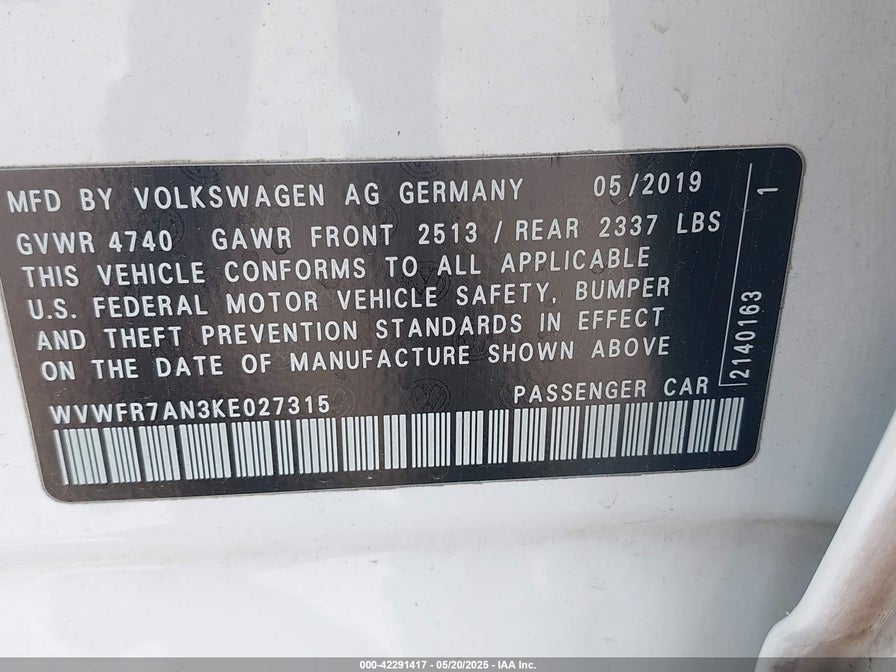 MFD BY VOLKSWAGEN AG GERMANY 05/2019
GVWR 4740 GAWR FRONT 2513 / REAR 2337 LBS
THIS VEHICLE CONFORMS TO ALL APPLICABLE
U.S. FEDERAL MOTOR VEHICLE SAFETY, BUMPER
AND THEFT PREVENTION STANDARDS IN EFFECT
ON THE DATE OF MANUFACTURE SHOWN ABOVE
WVWFR7AN3KE027315 PASSENGER CAR
2140163 1
000-42291417 - 05/20/2025 - IAA Inc.